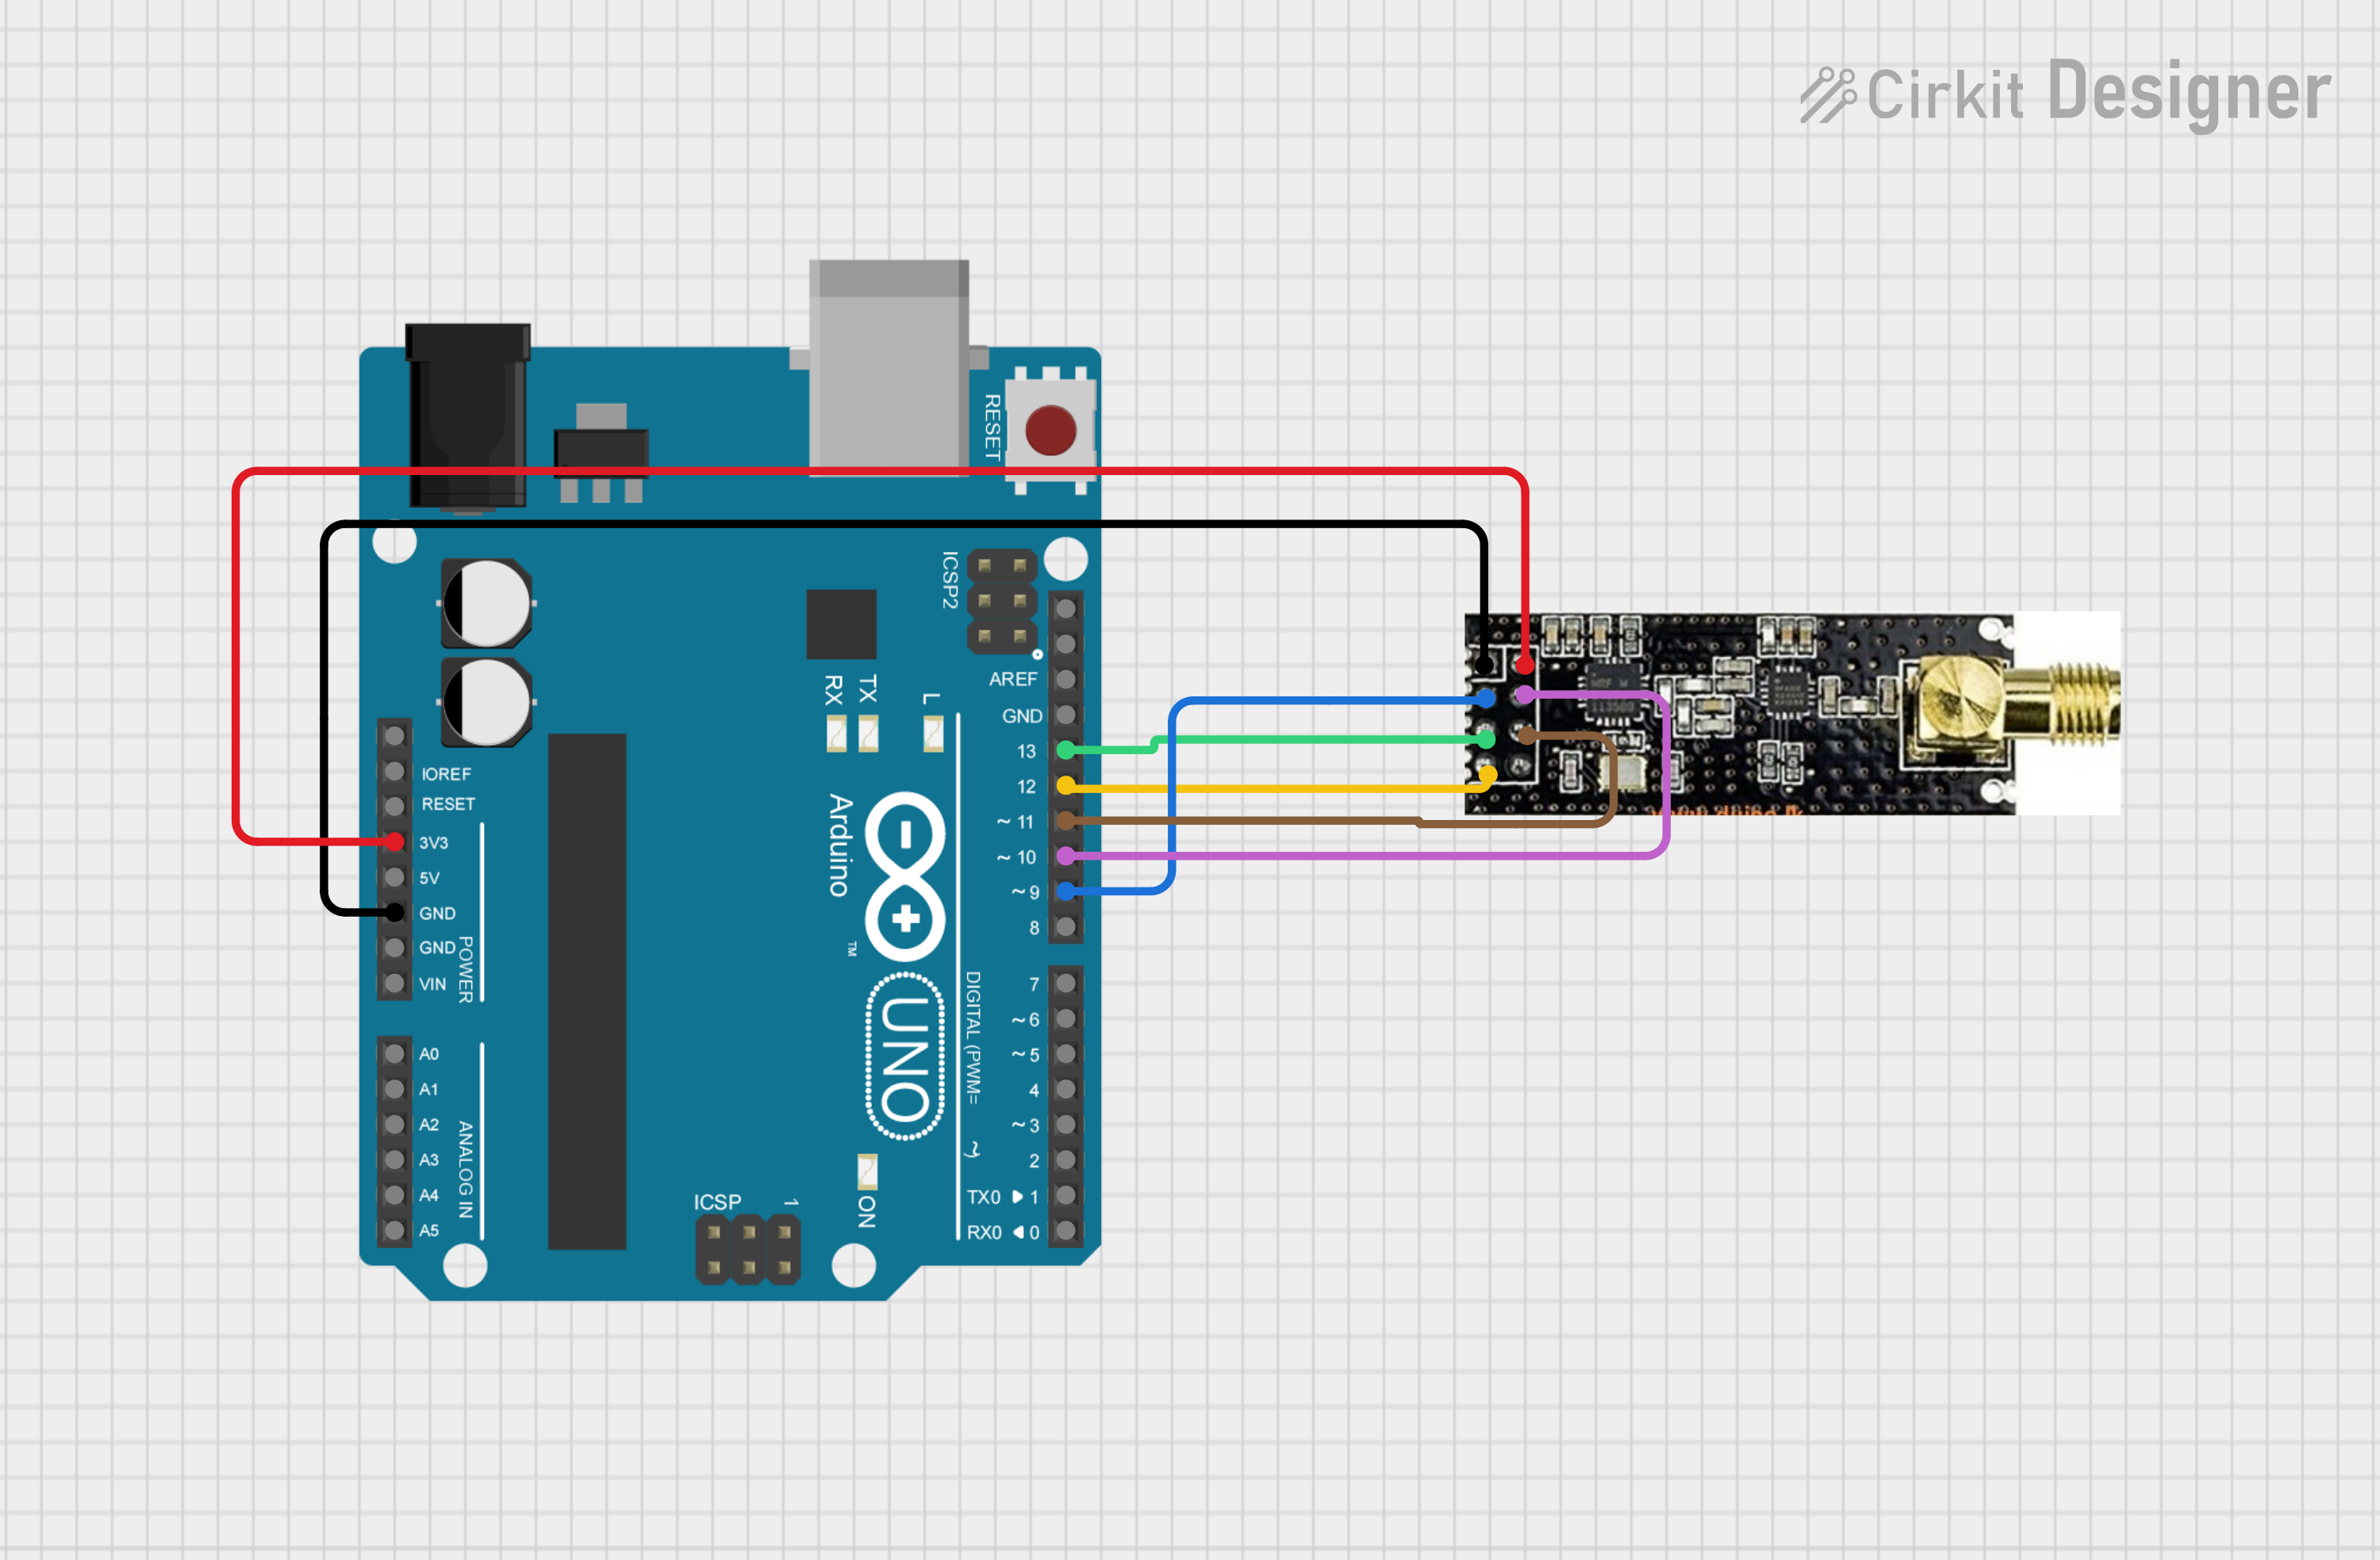 Cirkit Designer
RESET
ICSP2
AREF
GND
13
12
~ 11
~ 10
~ 9
8
RX
TX
L
IOREF
RESET
3V3
5V
GND
GND
VIN
POWER
Arduino
TM
UNO
DIGITAL (PWM= ~)
7
~ 6
~ 5
4
~ 3
2
TX0 ▶ 1
RX0 ◀ 0
A0
A1
A2
A3
A4
A5
ANALOG IN
ICSP
1
ON